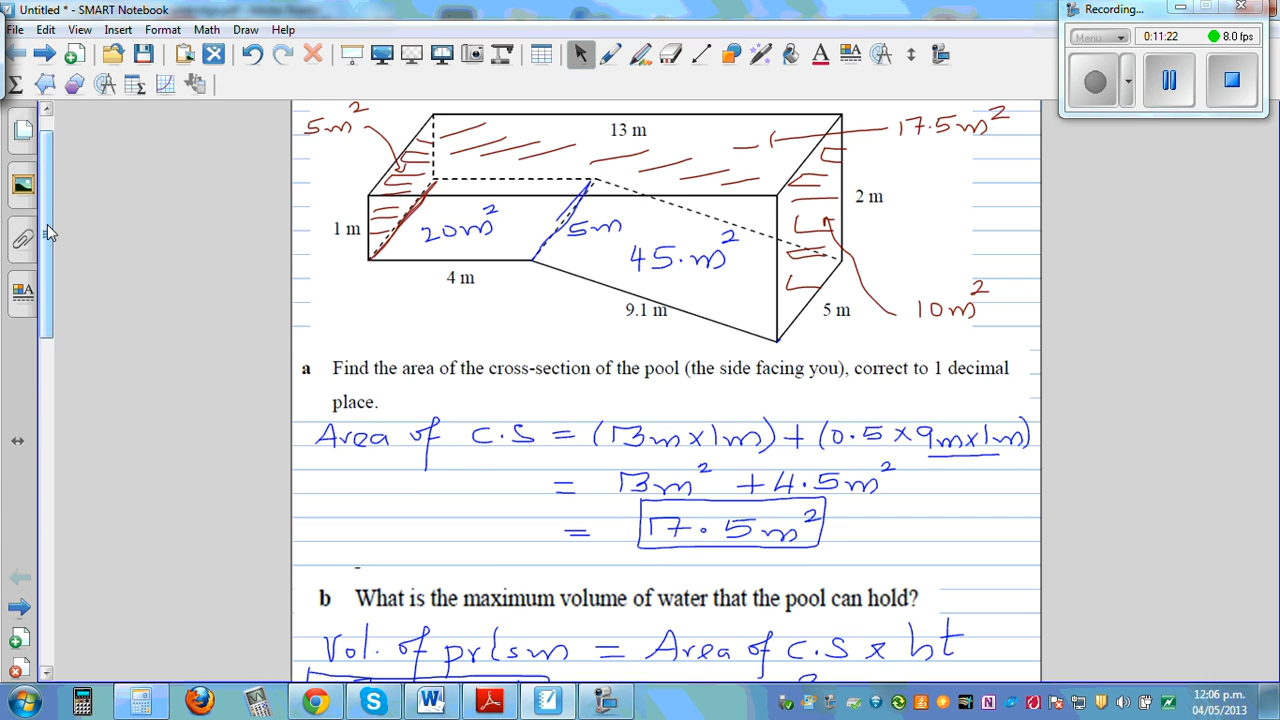 Untitled * - SMART Notebook
Recording...
File Edit View Insert Format Math Draw Help
Menu
0:11:22
8.0 fps
5m²
13 m
17.5m²
2 m
1 m
20m²
5m
45.m²
4 m
9.1 m
5 m
10m²
a Find the area of the cross-section of the pool (the side facing you), correct to 1 decimal
place.
Area of C.S = (13m x 1m) + (0.5 x 9m x 1m)
= 13m² + 4.5m²
= 17.5m²
b What is the maximum volume of water that the pool can hold?
Vol. of prism = Area of C.S x ht
12:06 p.m.
04/05/2013